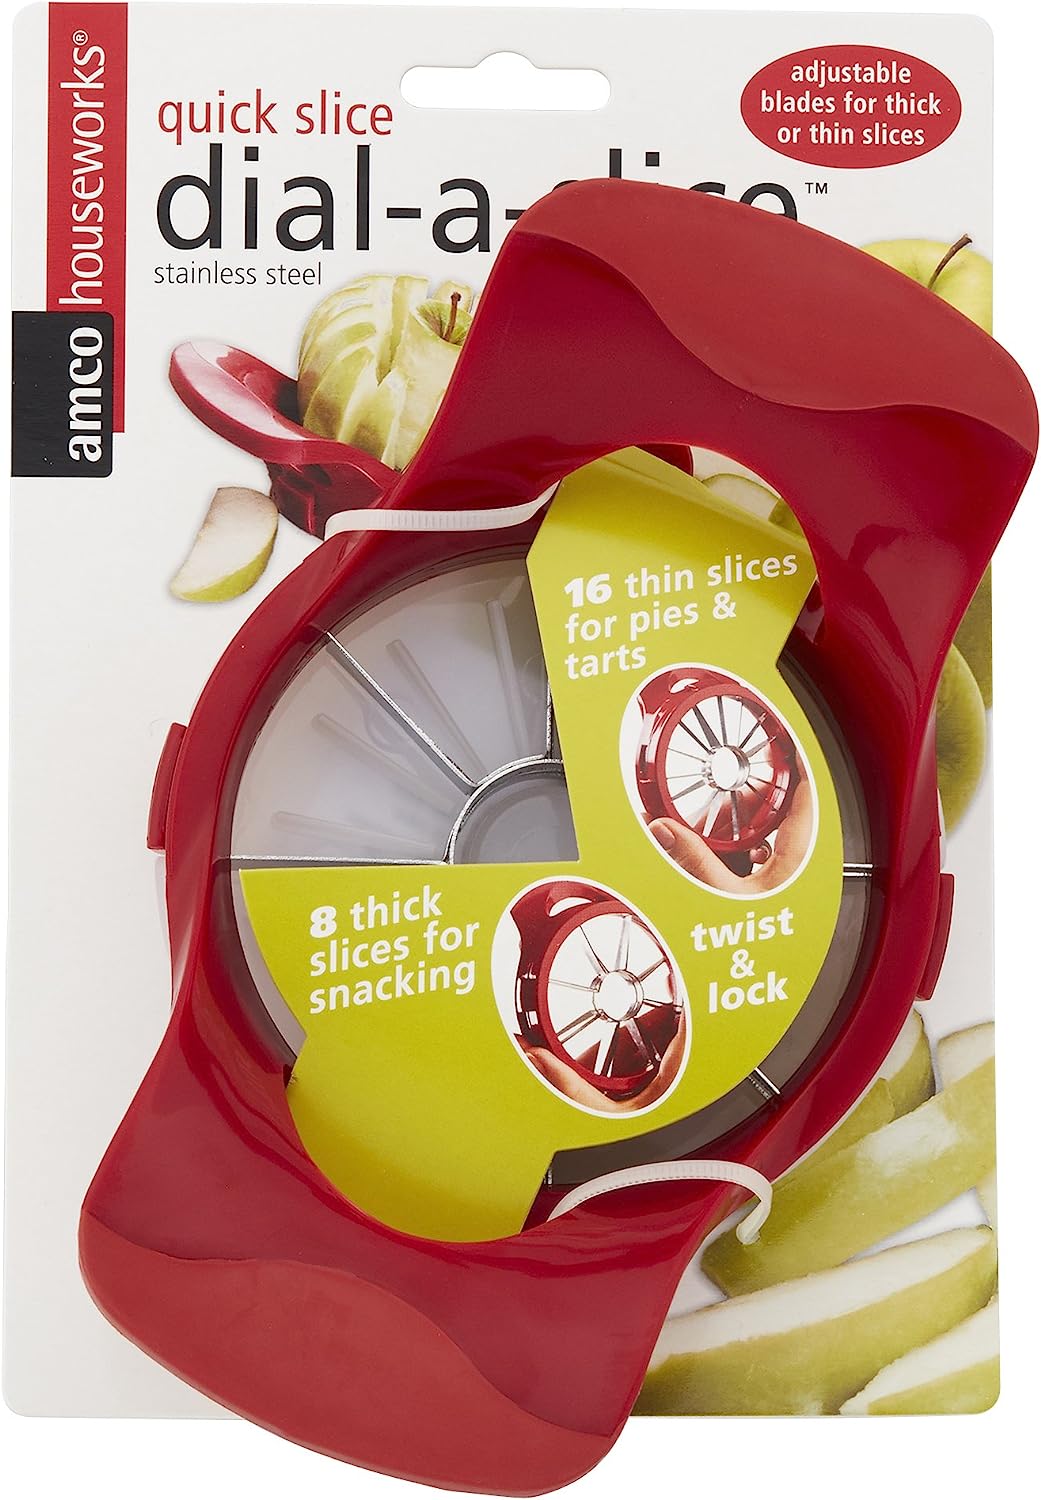 amco houseworks®
quick slice
dial-a-slice™
stainless steel
adjustable
blades for thick
or thin slices
16 thin slices
for pies &
tarts
8 thick
slices for
snacking
twist
&
lock